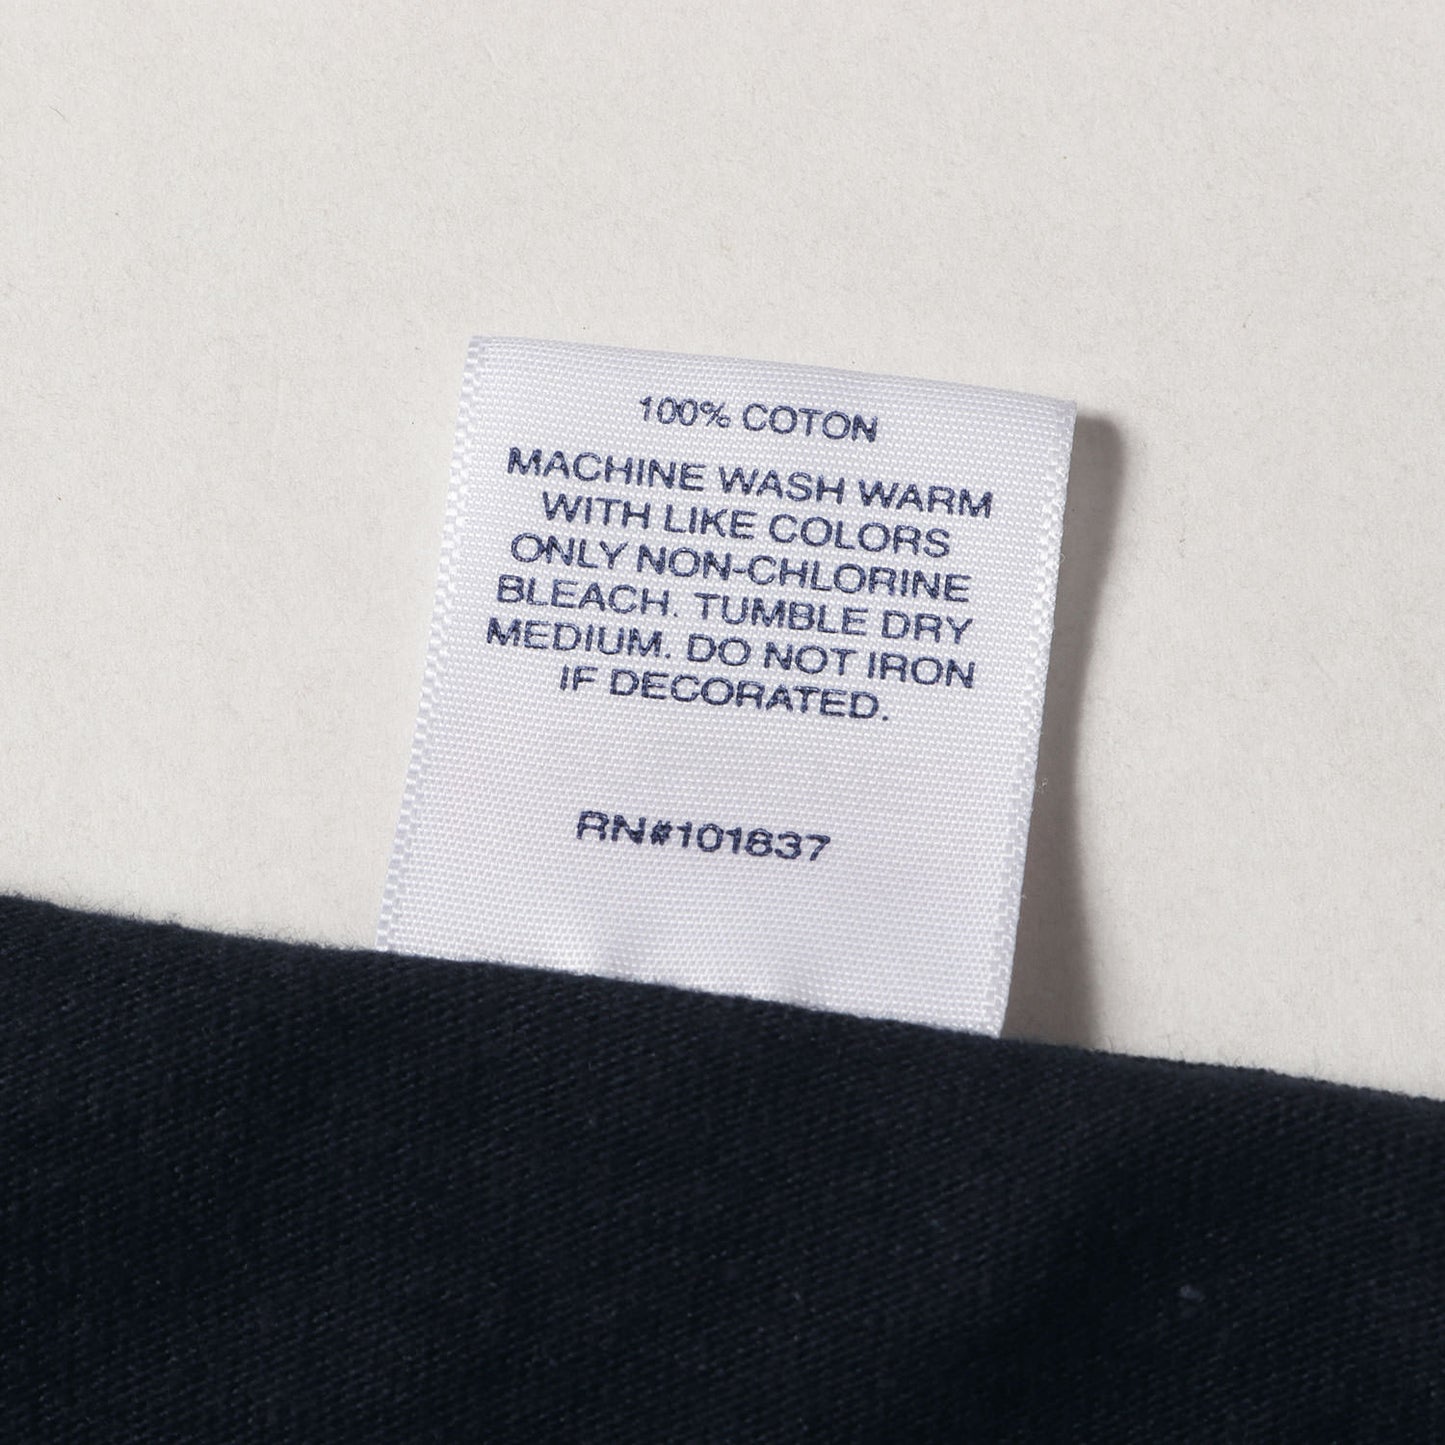 100% COTON
MACHINE WASH WARM
WITH LIKE COLORS
ONLY NON-CHLORINE
BLEACH. TUMBLE DRY
MEDIUM. DO NOT IRON
IF DECORATED.
RN#101837